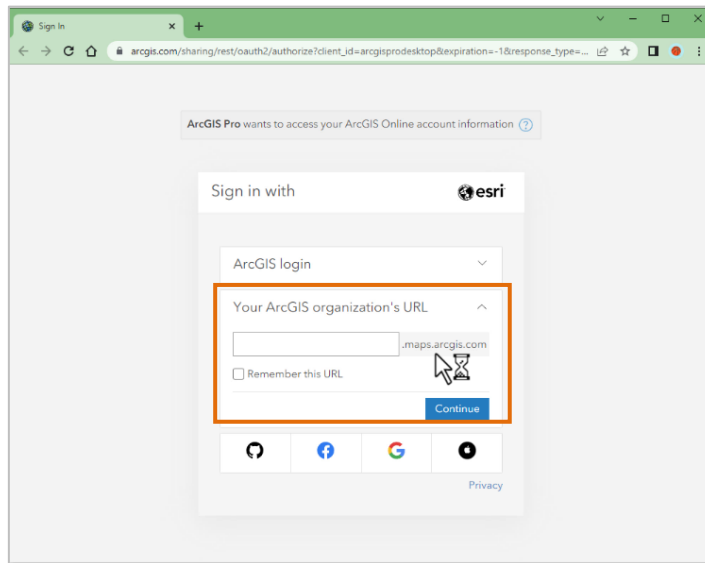 Sign In
arcgis.com/sharing/rest/oauth2/authorize?client_id=arcgisprodesktop&expiration=-1&response_type=...
ArcGIS Pro wants to access your ArcGIS Online account information ?
Sign in with
esri
ArcGIS login
Your ArcGIS organization's URL
.maps.arcgis.com
Remember this URL
Continue
Privacy